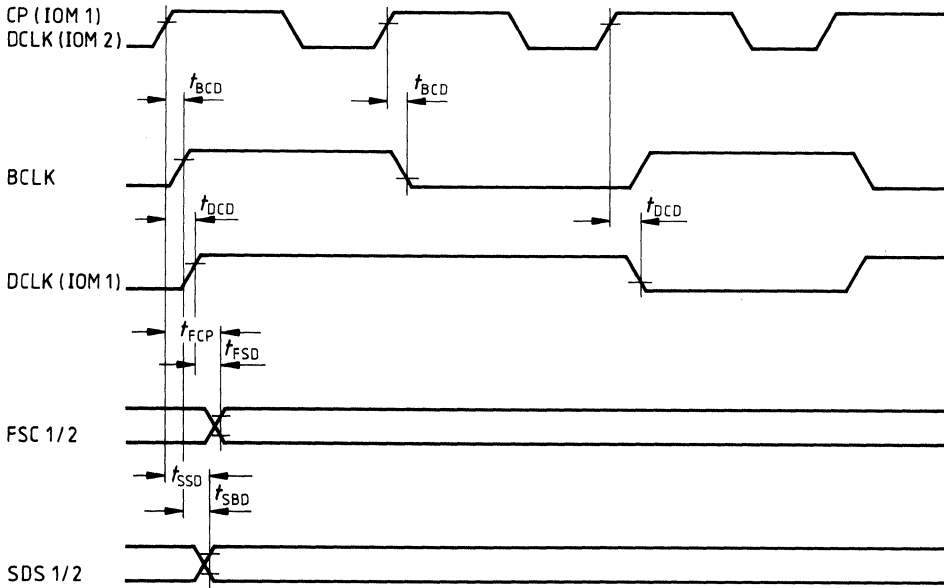 CP (IOM 1)
DCLK (IOM 2)
tBCD
tBCD
BCLK
tDCD
tDCD
DCLK (IOM 1)
tFCP
tFSD
FSC 1/2
tSSD
tSBD
SDS 1/2